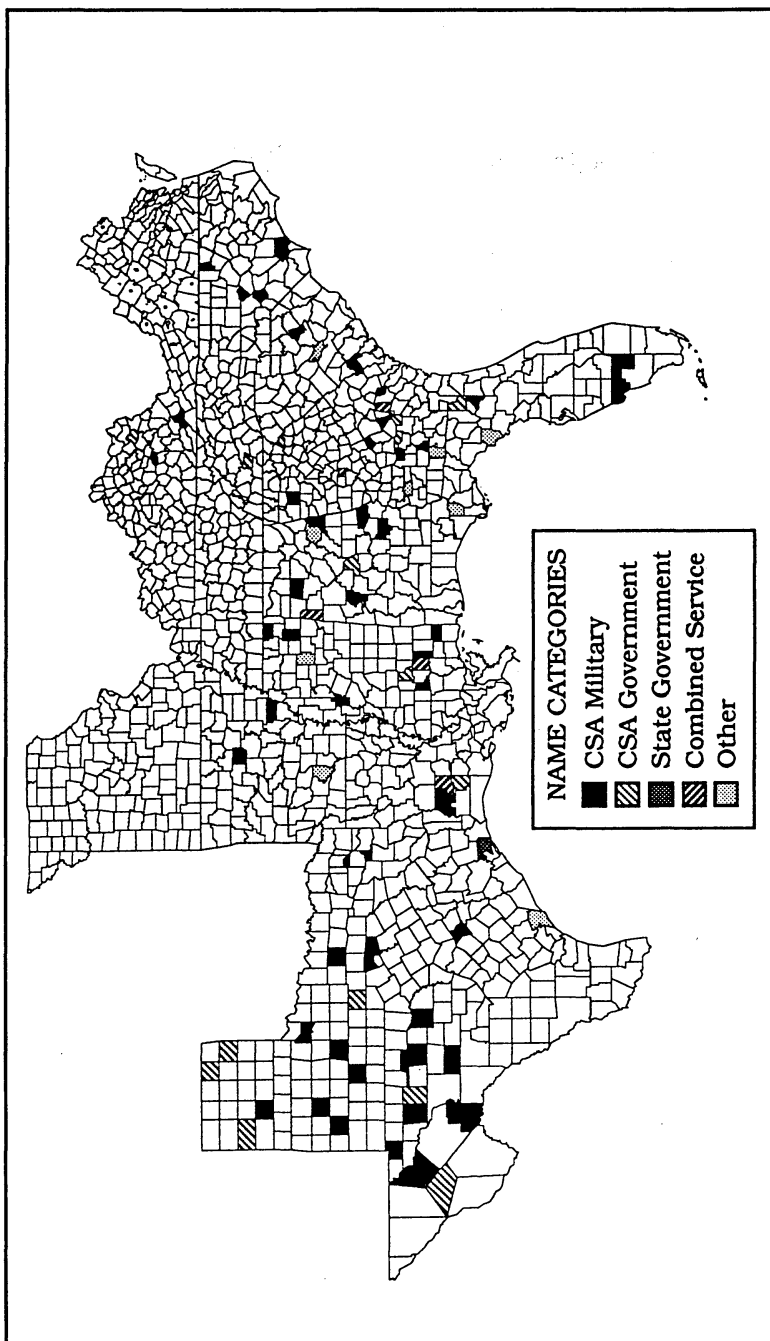 NAME CATEGORIES
CSA Military
CSA Government
State Government
Combined Service
Other